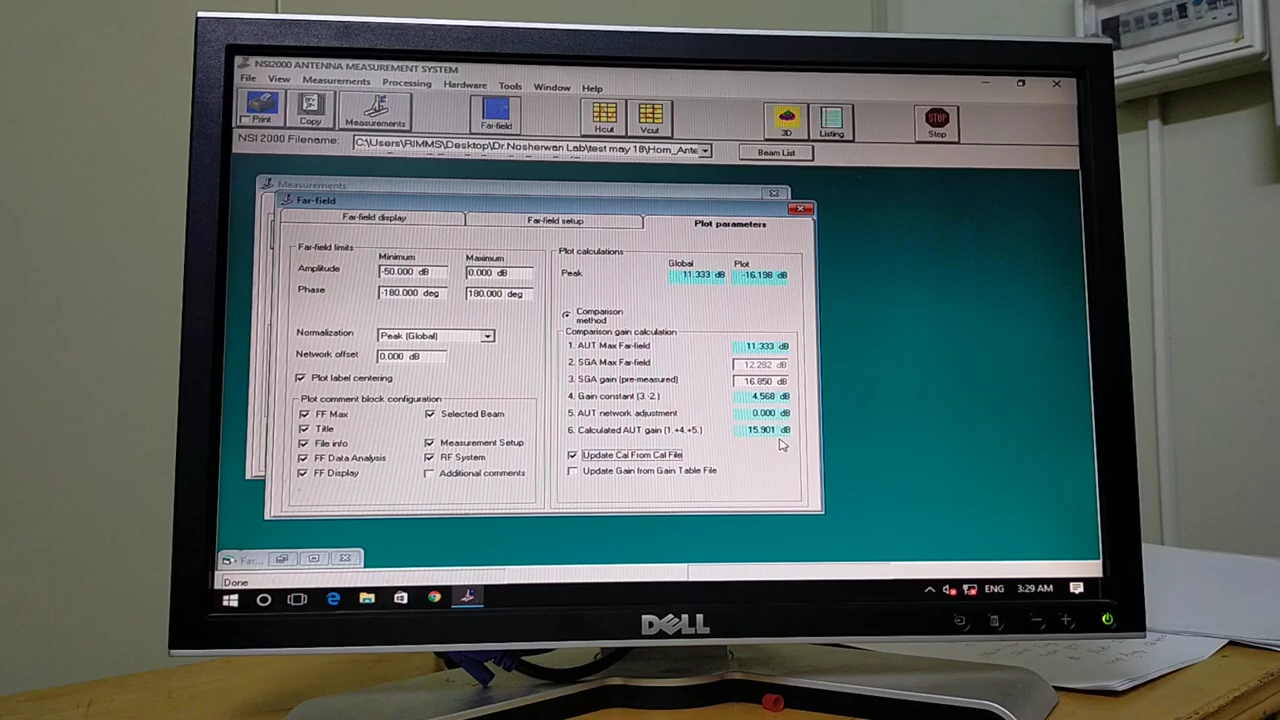 NSI2000 ANTENNA MEASUREMENT SYSTEM
File View Measurements Processing Hardware Tools Window Help
Print Copy Measurements Far-field Hcut Vcut 3D Listing STOP Stop
NSI 2000 Filename: C:\Users\RIMMS\Desktop\Dr.Nosherwan Lab\test may 18\Horn_Ante Beam List
Measurements
Far-field
Far-field display Far-field setup Plot parameters
Far-field limits
Minimum Maximum
Amplitude -50.000 dB 0.000 dB
Phase -180.000 deg 180.000 deg
Normalization Peak (Global)
Network offset 0.000 dB
Plot label centering
Plot comment block configuration
FF Max Selected Beam
Title
File info Measurement Setup
FF Data Analysis RF System
FF Display Additional comments
Plot calculations
Global Plot
Peak 11.333 dB -16.198 dB
Comparison
method
Comparison gain calculation
1. AUT Max Far-field 11.333 dB
2. SGA Max Far-field 12.282 dB
3. SGA gain (pre-measured) 16.850 dB
4. Gain constant (3.-2.) 4.568 dB
5. AUT network adjustment 0.000 dB
6. Calculated AUT gain (1.+4.+5.) 15.901 dB
Update Cal From Cal File
Update Gain from Gain Table File
Far...
Done
ENG 3:29 AM
DELL